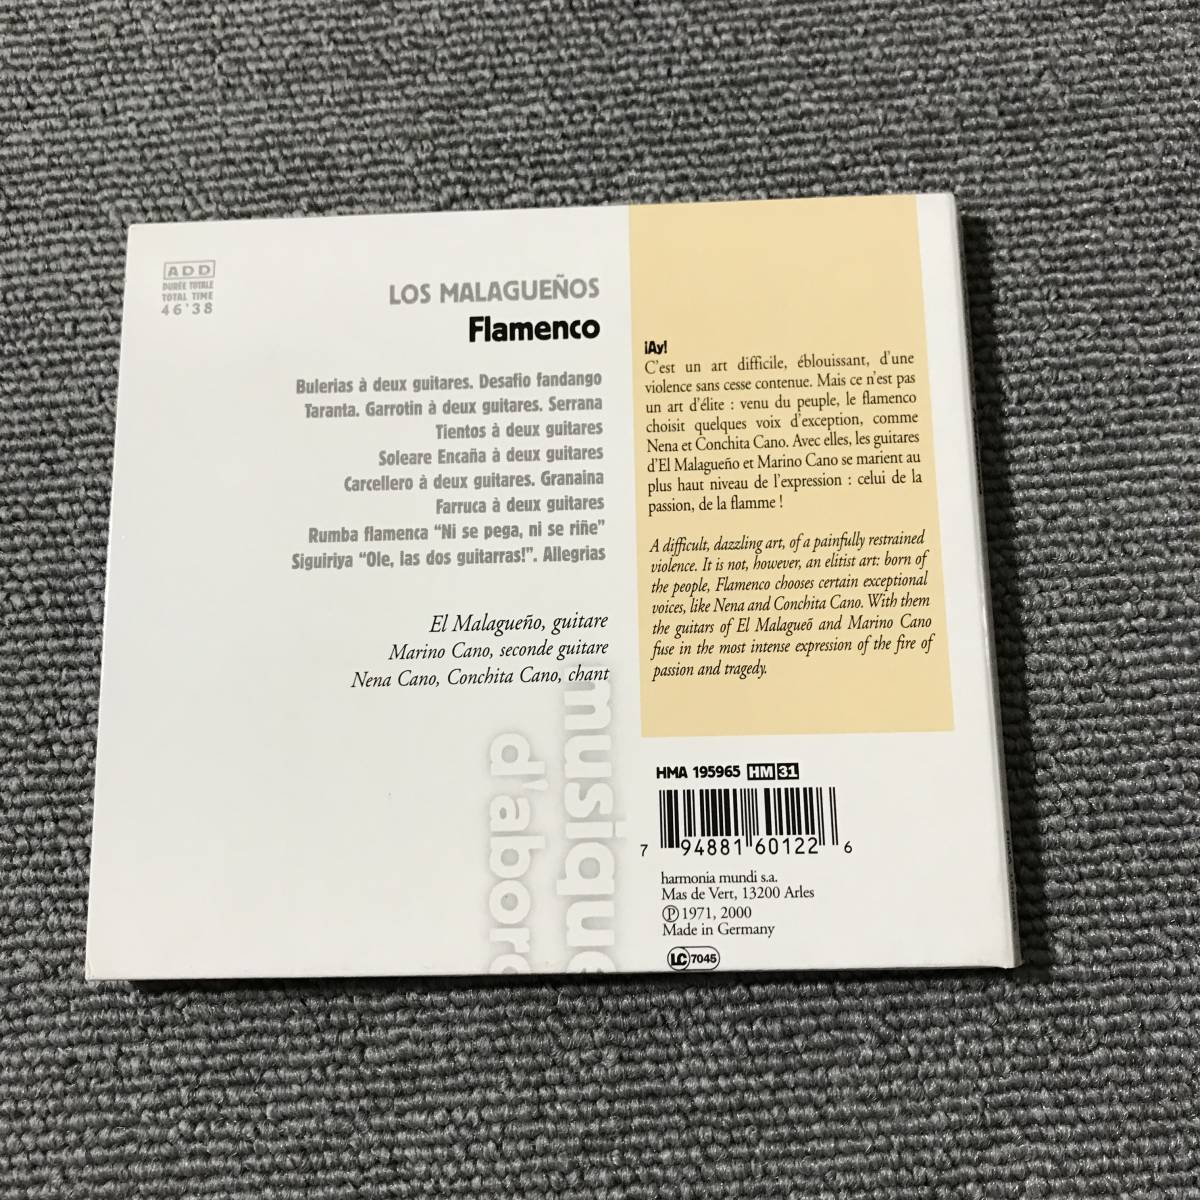 ADD
DURÉE TOTALE
TOTAL TIME
46'38
LOS MALAGUEÑOS
Flamenco
Bulerias à deux guitares. Desafio fandango
Taranta. Garrotin à deux guitares. Serrana
Tientos à deux guitares
Soleare Encaña à deux guitares
Carcellero à deux guitares. Granaina
Farruca à deux guitares
Rumba flamenca “Ni se pega, ni se riñe”
Siguiriya “Ole, las dos guitarras!”. Allegrias
El Malagueño, guitare
Marino Cano, seconde guitare
Nena Cano, Conchita Cano, chant
musique
d'abord
¡Ay!
C'est un art difficile, éblouissant, d'une
violence sans cesse contenue. Mais ce n'est pas
un art d'élite : venu du peuple, le flamenco
choisit quelques voix d'exception, comme
Nena et Conchita Cano. Avec elles, les guitares
d'El Malagueño et Marino Cano se marient au
plus haut niveau de l'expression : celui de la
passion, de la flamme !
A difficult, dazzling art, of a painfully restrained
violence. It is not, however, an elitist art: born of
the people, Flamenco chooses certain exceptional
voices, like Nena and Conchita Cano. With them
the guitars of El Malagueõ and Marino Cano
fuse in the most intense expression of the fire of
passion and tragedy.
HMA 195965 HM 31
7 94881 60122 6
harmonia mundi s.a.
Mas de Vert, 13200 Arles
℗ 1971, 2000
Made in Germany
LC 7045